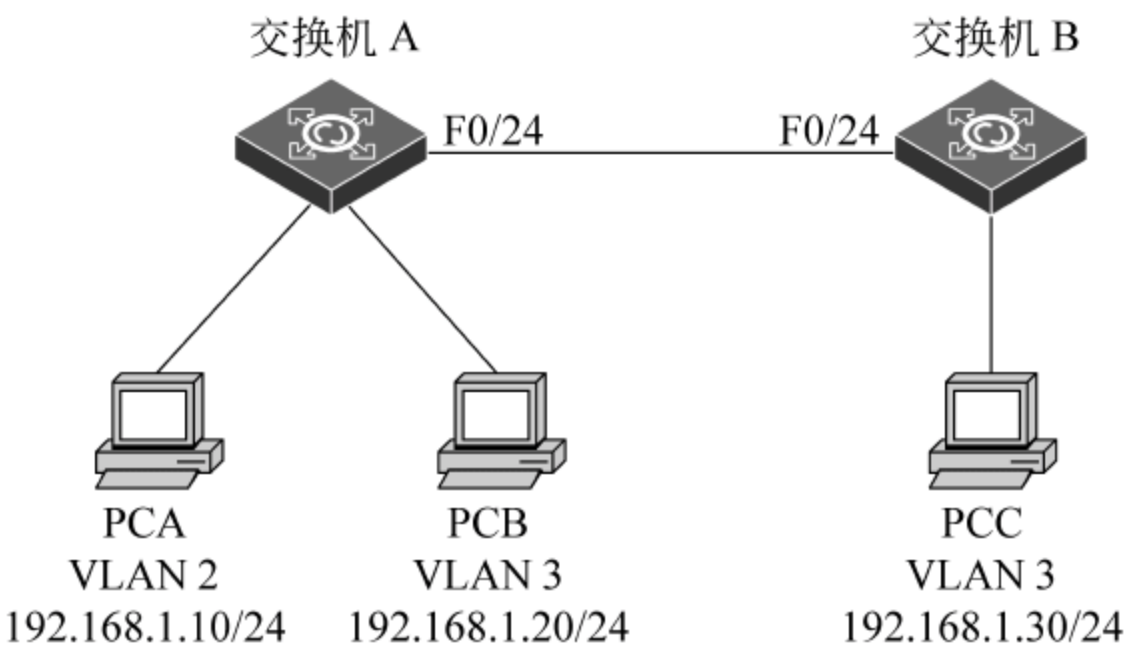 交换机 A
交换机 B
F0/24
F0/24
PCA
VLAN 2
192.168.1.10/24
PCB
VLAN 3
192.168.1.20/24
PCC
VLAN 3
192.168.1.30/24